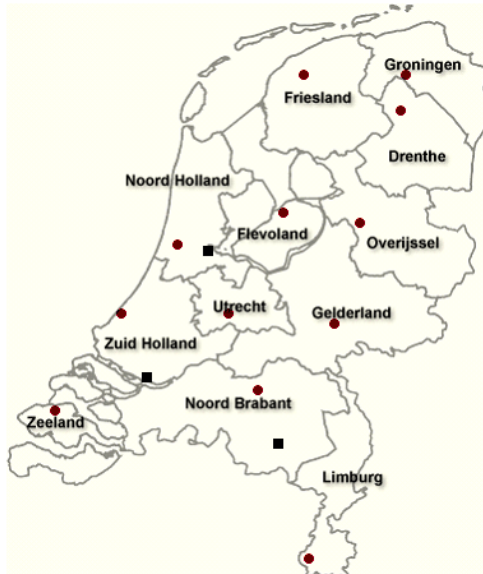 Groningen
Friesland
Drenthe
Noord Holland
Flevoland
Overijssel
Utrecht
Gelderland
Zuid Holland
Noord Brabant
Zeeland
Limburg